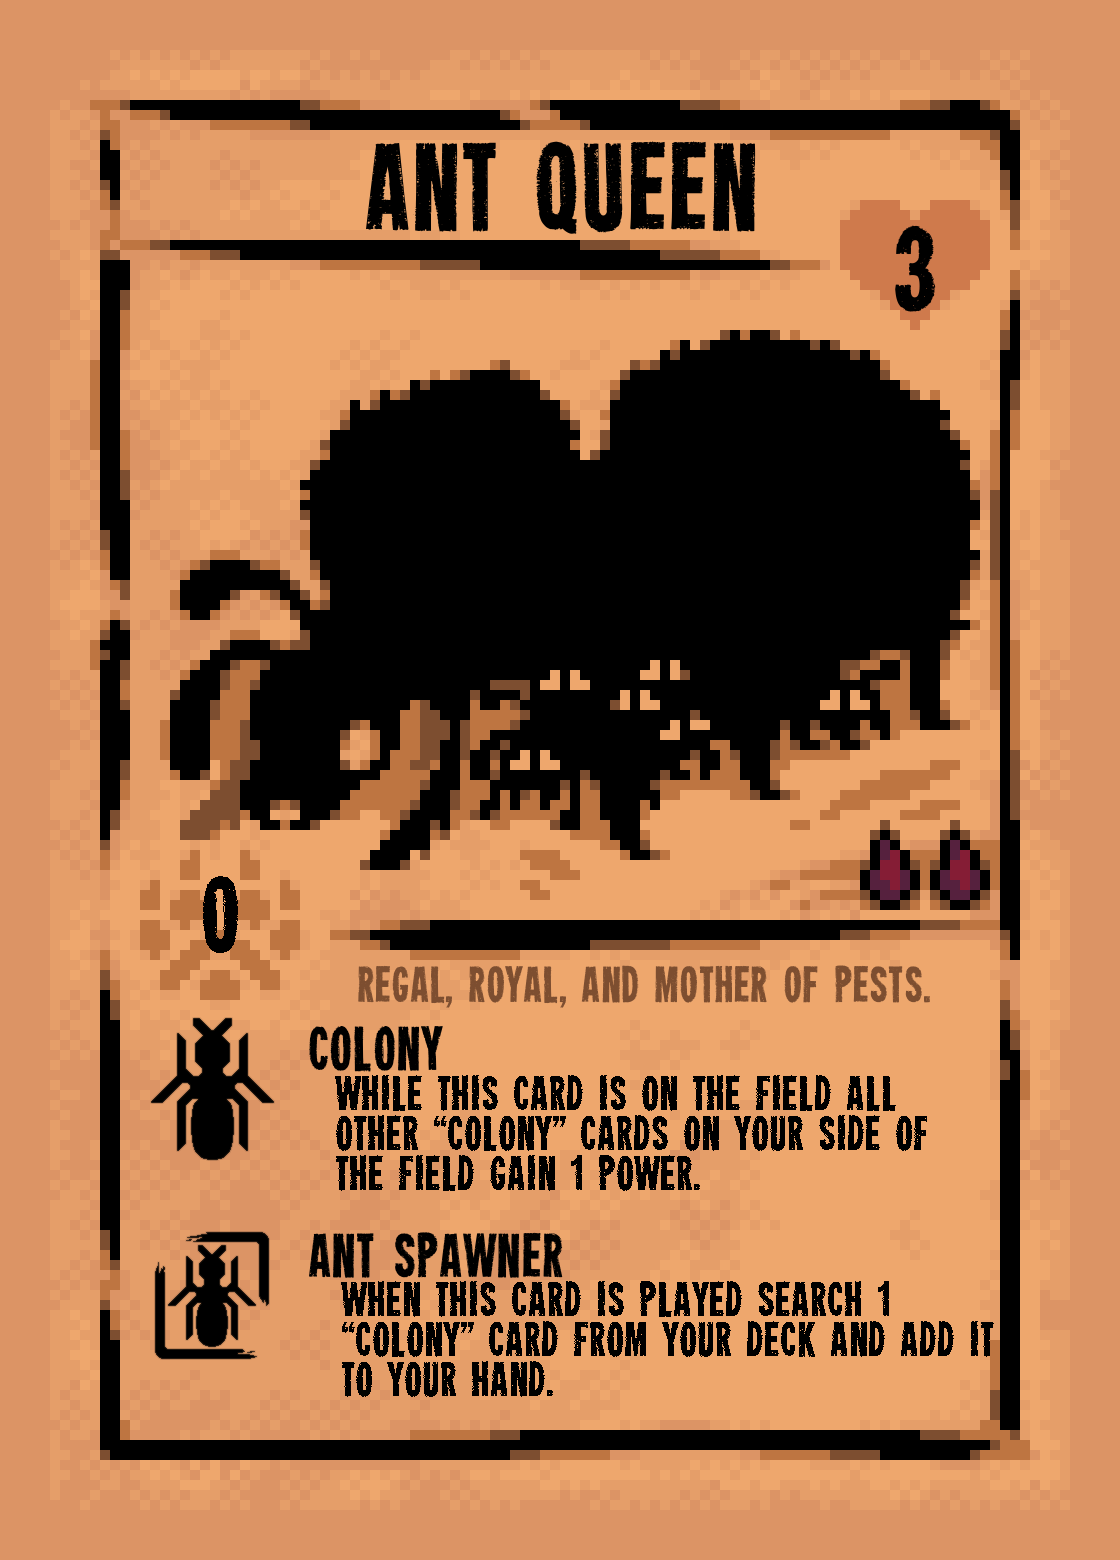 ANT QUEEN
3
0
REGAL, ROYAL, AND MOTHER OF PESTS.
COLONY
WHILE THIS CARD IS ON THE FIELD ALL
OTHER “COLONY” CARDS ON YOUR SIDE OF
THE FIELD GAIN 1 POWER.
ANT SPAWNER
WHEN THIS CARD IS PLAYED SEARCH 1
“COLONY” CARD FROM YOUR DECK AND ADD IT
TO YOUR HAND.